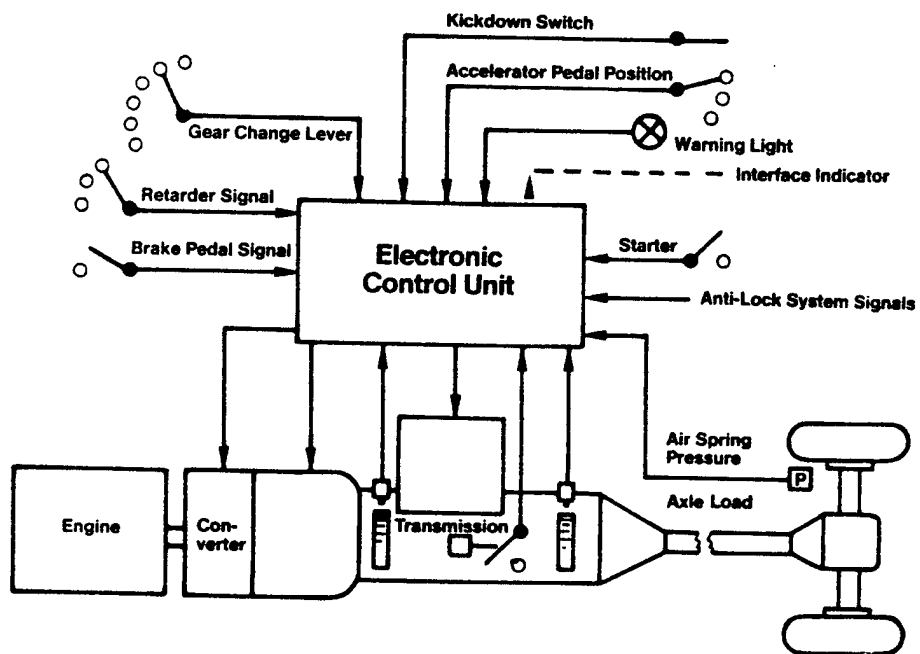 Kickdown Switch
Accelerator Pedal Position
Gear Change Lever
Warning Light
Interface Indicator
Retarder Signal
Brake Pedal Signal
Electronic
Control Unit
Starter
Anti-Lock System Signals
Air Spring
Pressure
P
Axle Load
Engine
Con-
verter
Transmission